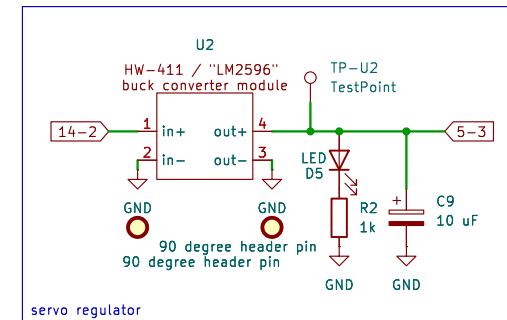 U2
HW-411 / "LM2596"
buck converter module
TP-U2
TestPoint
14-2
1 in+ out+ 4
5-3
2 in- out- 3
LED
D5
+
R2
1k
C9
10 uF
GND GND
90 degree header pin
90 degree header pin
GND GND
servo regulator